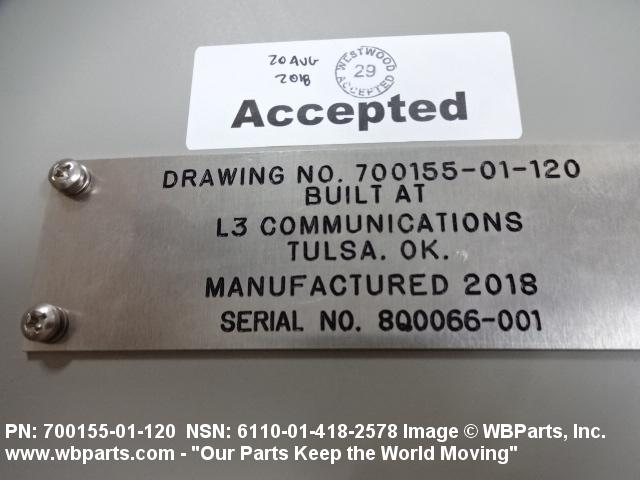 20 AUG
2018
WESTWOOD
29
ACCEPTED
Accepted
DRAWING NO. 700155-01-120
BUILT AT
L3 COMMUNICATIONS
TULSA. OK.
MANUFACTURED 2018
SERIAL NO. 8Q0066-001
PN: 700155-01-120  NSN: 6110-01-418-2578 Image © WBParts, Inc.
www.wbparts.com - "Our Parts Keep the World Moving"